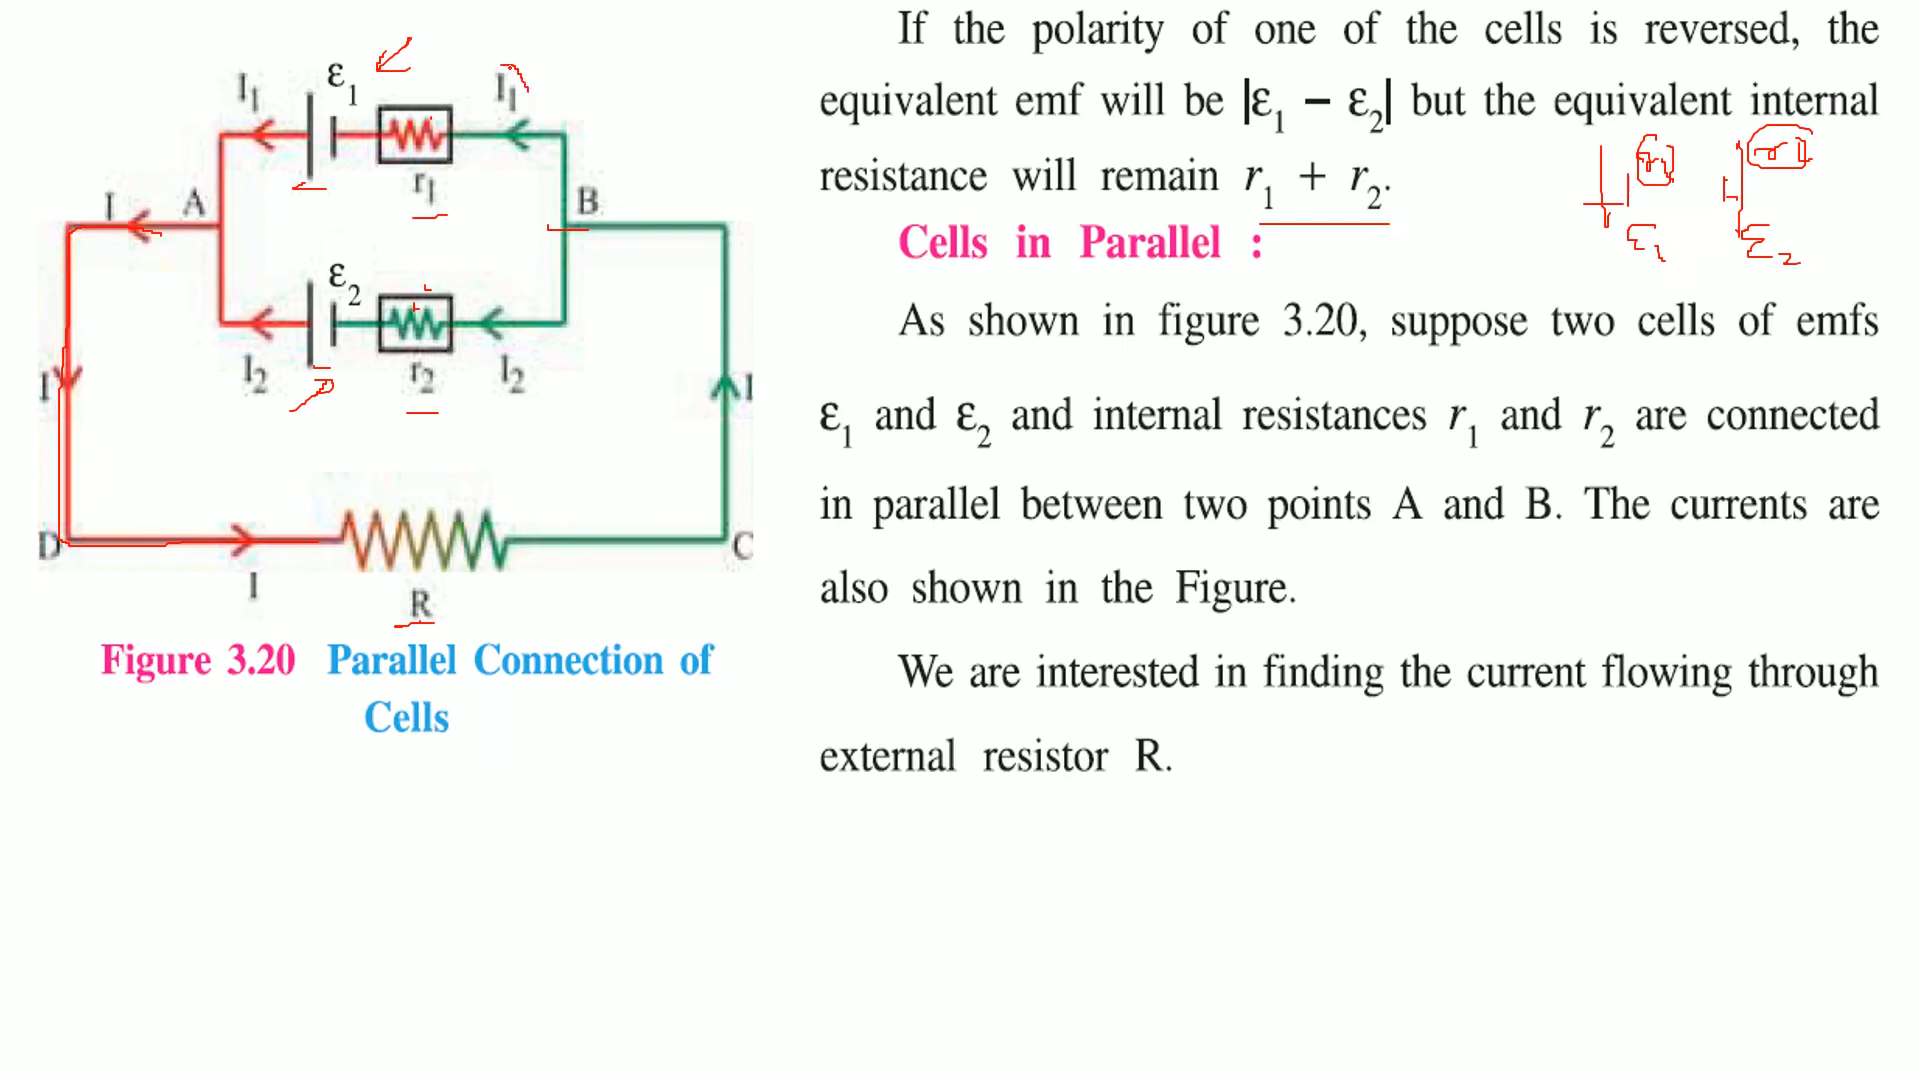 If the polarity of one of the cells is reversed, the
equivalent emf will be |ε1 − ε2| but the equivalent internal
resistance will remain r1 + r2.
Cells in Parallel :
As shown in figure 3.20, suppose two cells of emfs
ε1 and ε2 and internal resistances r1 and r2 are connected
in parallel between two points A and B. The currents are
also shown in the Figure.
We are interested in finding the current flowing through
external resistor R.
I1 ε1 I1
r1
I A B
ε2
I2 r2 I2
I I
D C
I
R
Figure 3.20 Parallel Connection of
Cells
ε1 ε2